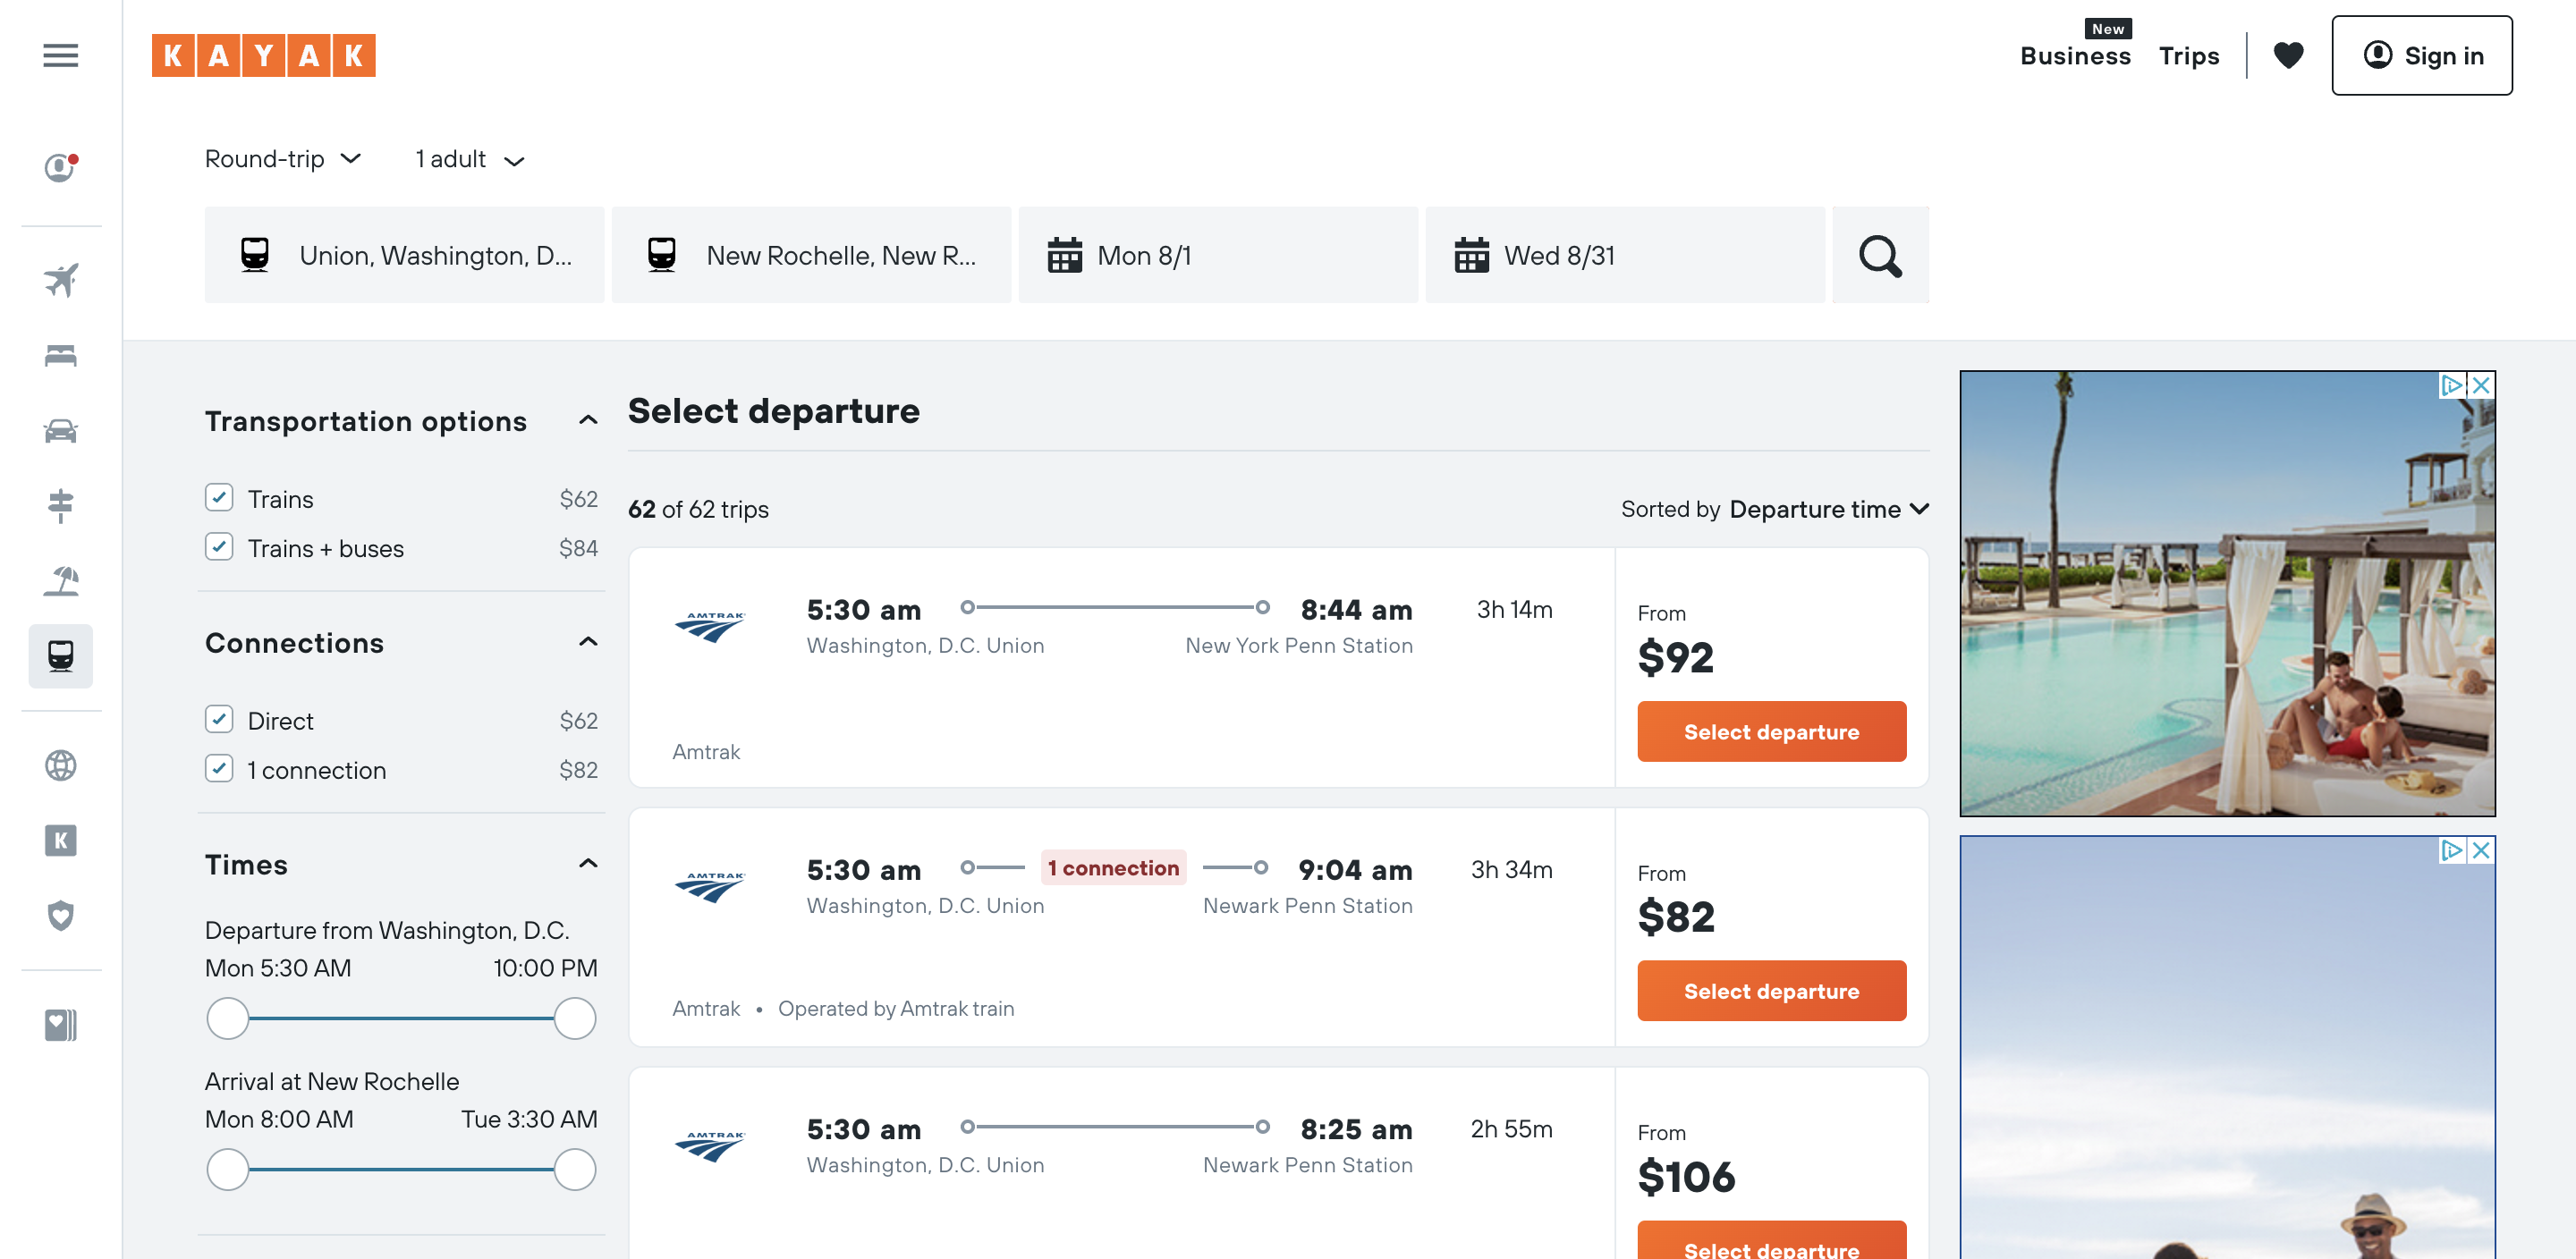 KAYAK
New
Business
Trips
Sign in
Round-trip
1 adult
Union, Washington, D...
New Rochelle, New R...
Mon 8/1
Wed 8/31
Transportation options
Trains $62
Trains + buses $84
Connections
Direct $62
1 connection $82
Times
Departure from Washington, D.C.
Mon 5:30 AM 10:00 PM
Arrival at New Rochelle
Mon 8:00 AM Tue 3:30 AM
K
Select departure
62 of 62 trips
Sorted by Departure time
AMTRAK
5:30 am 8:44 am 3h 14m
Washington, D.C. Union New York Penn Station
Amtrak
From
$92
Select departure
AMTRAK
5:30 am 1 connection 9:04 am 3h 34m
Washington, D.C. Union Newark Penn Station
Amtrak • Operated by Amtrak train
From
$82
Select departure
AMTRAK
5:30 am 8:25 am 2h 55m
Washington, D.C. Union Newark Penn Station
From
$106
Select departure